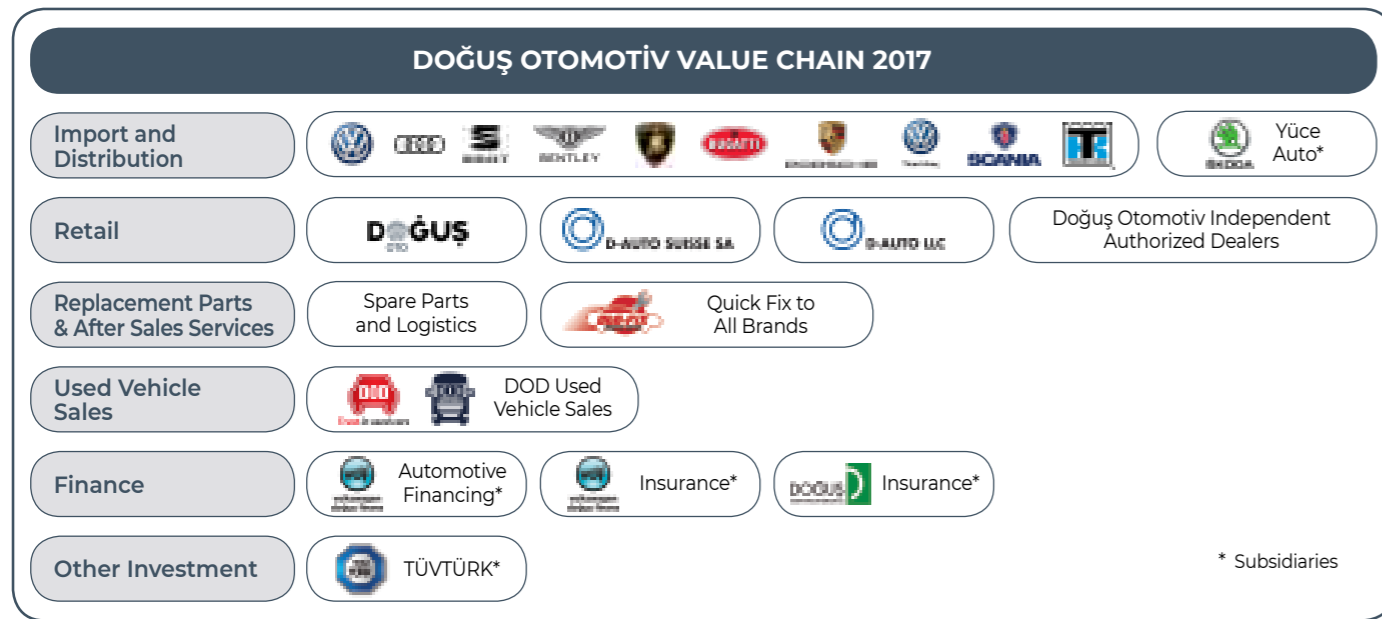 DOĞUŞ OTOMOTİV VALUE CHAIN 2017
Import and
Distribution
BENTLEY
BUGATTI
SCANIA
SKODA
Yüce
Auto*
Retail
DOĞUŞ
OTO
D-AUTO SUISSE SA
D-AUTO LLC
Doğuş Otomotiv Independent
Authorized Dealers
Replacement Parts
& After Sales Services
Spare Parts
and Logistics
Quick Fix to
All Brands
Used Vehicle
Sales
DOD
DOD Used
Vehicle Sales
Finance
Automotive
Financing*
Insurance*
DOĞUŞ
Insurance*
Other Investment
TÜVTÜRK*
* Subsidiaries